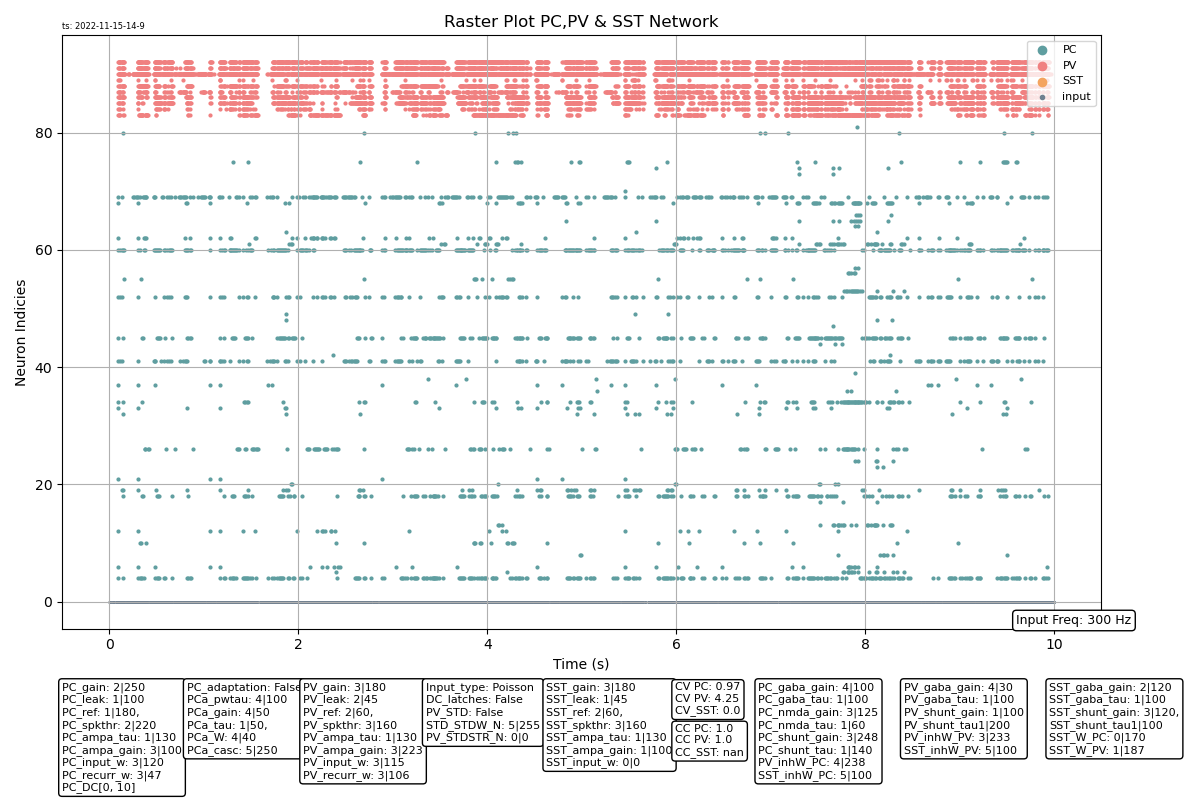 ts: 2022-11-15-14-9
Raster Plot PC,PV & SST Network
PC
PV
SST
input
80
60
40
20
0
Neuron Indicies
0
2
4
6
8
10
Time (s)
Input Freq: 300 Hz
PC_gain: 2|250
PC_leak: 1|100
PC_ref: 1|180,
PC_spkthr: 2|220
PC_ampa_tau: 1|130
PC_ampa_gain: 3|100
PC_input_w: 3|120
PC_recurr_w: 3|47
PC_DC[0, 10]
PC_adaptation: False
PCa_pwtau: 4|100
PCa_gain: 4|50
PCa_tau: 1|50,
PCa_W: 4|40
PCa_casc: 5|250
PV_gain: 3|180
PV_leak: 2|45
PV_ref: 2|60,
PV_spkthr: 3|160
PV_ampa_tau: 1|130
PV_ampa_gain: 3|223
PV_input_w: 3|115
PV_recurr_w: 3|106
Input_type: Poisson
DC_latches: False
PV_STD: False
STD_STDW_N: 5|255
PV_STDSTR_N: 0|0
SST_gain: 3|180
SST_leak: 1|45
SST_ref: 2|60,
SST_spkthr: 3|160
SST_ampa_tau: 1|130
SST_ampa_gain: 1|100
SST_input_w: 0|0
CV PC: 0.97
CV PV: 4.25
CV_SST: 0.0
CC PC: 1.0
CC PV: 1.0
CC_SST: nan
PC_gaba_gain: 4|100
PC_gaba_tau: 1|100
PC_nmda_gain: 3|125
PC_nmda_tau: 1|60
PC_shunt_gain: 3|248
PC_shunt_tau: 1|140
PV_inhW_PC: 4|238
SST_inhW_PC: 5|100
PV_gaba_gain: 4|30
PV_gaba_tau: 1|100
PV_shunt_gain: 1|100
PV_shunt_tau1|200
PV_inhW_PV: 3|233
SST_inhW_PV: 5|100
SST_gaba_gain: 2|120
SST_gaba_tau: 1|100
SST_shunt_gain: 3|120,
SST_shunt_tau1|100
SST_W_PC: 0|170
SST_W_PV: 1|187